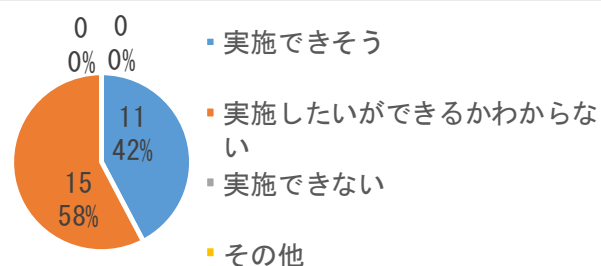 0 0
0% 0%
11
42%
15
58%
実施できそう
実施したいができるかわからな
い
実施できない
その他